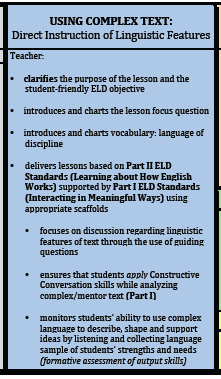 USING COMPLEX TEXT:
Direct Instruction of Linguistic Features
Teacher:
• clarifies the purpose of the lesson and the
student-friendly ELD objective
• introduces and charts the lesson focus question
• introduces and charts vocabulary: language of
discipline
• delivers lessons based on Part II ELD
Standards (Learning about How English
Works) supported by Part I ELD Standards
(Interacting in Meaningful Ways) using
appropriate scaffolds
• focuses on discussion regarding linguistic
features of text through the use of guiding
questions
• ensures that students apply Constructive
Conversation skills while analyzing
complex/mentor text (Part I)
• monitors students' ability to use complex
language to describe, shape and support
ideas by listening and collecting language
sample of students' strengths and needs
(formative assessment of output skills)